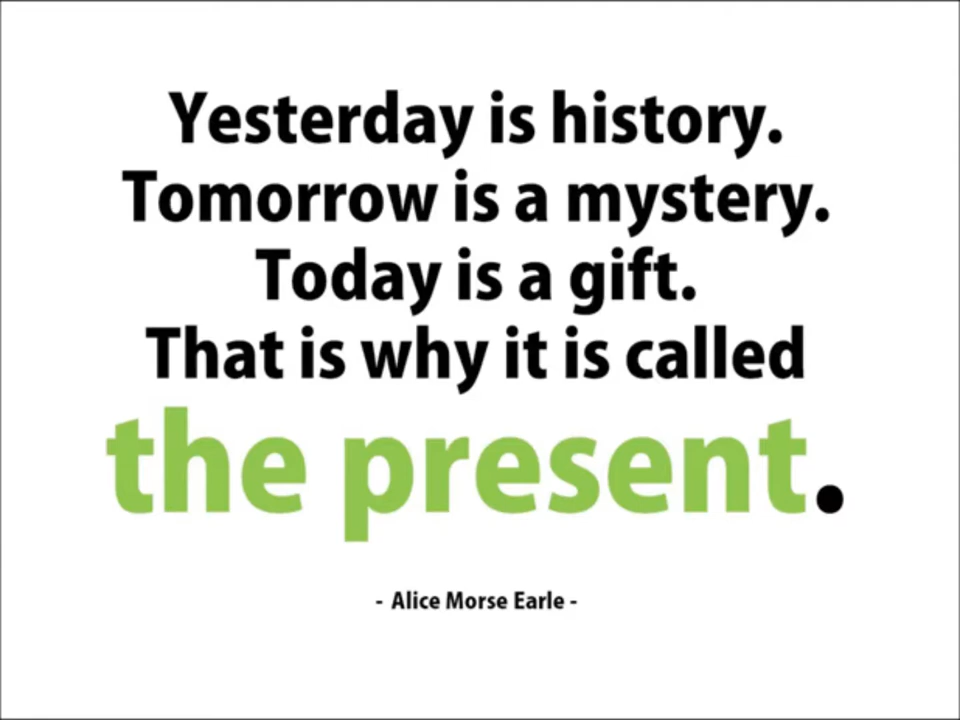 Yesterday is history.
Tomorrow is a mystery.
Today is a gift.
That is why it is called
the present.
- Alice Morse Earle -